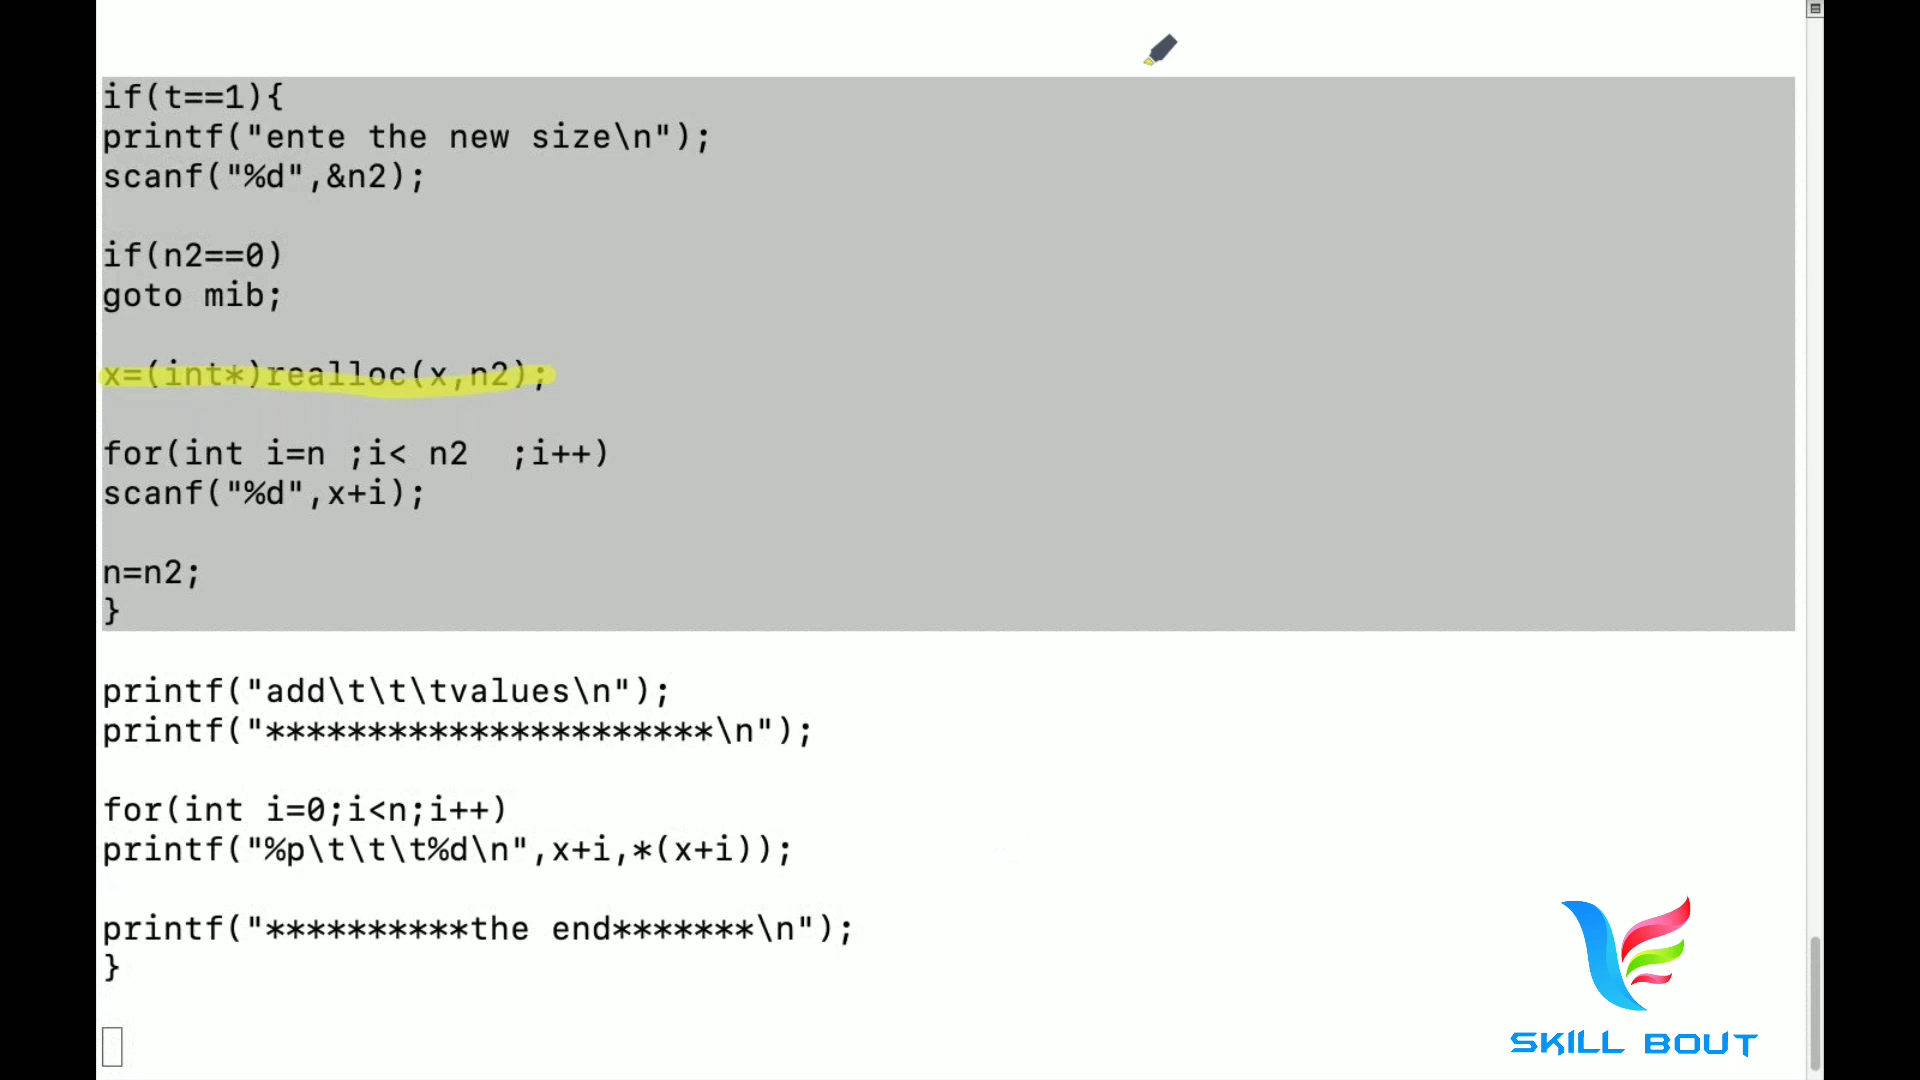 if(t==1){
printf("ente the new size\n");
scanf("%d",&n2);
if(n2==0)
goto mib;
x=(int*)realloc(x,n2);
for(int i=n ;i< n2  ;i++)
scanf("%d",x+i);
n=n2;
}
printf("add\t\t\tvalues\n");
printf("**********************\n");
for(int i=0;i<n;i++)
printf("%p\t\t\t%d\n",x+i,*(x+i));
printf("**********the end*******\n");
}
SKILL BOUT